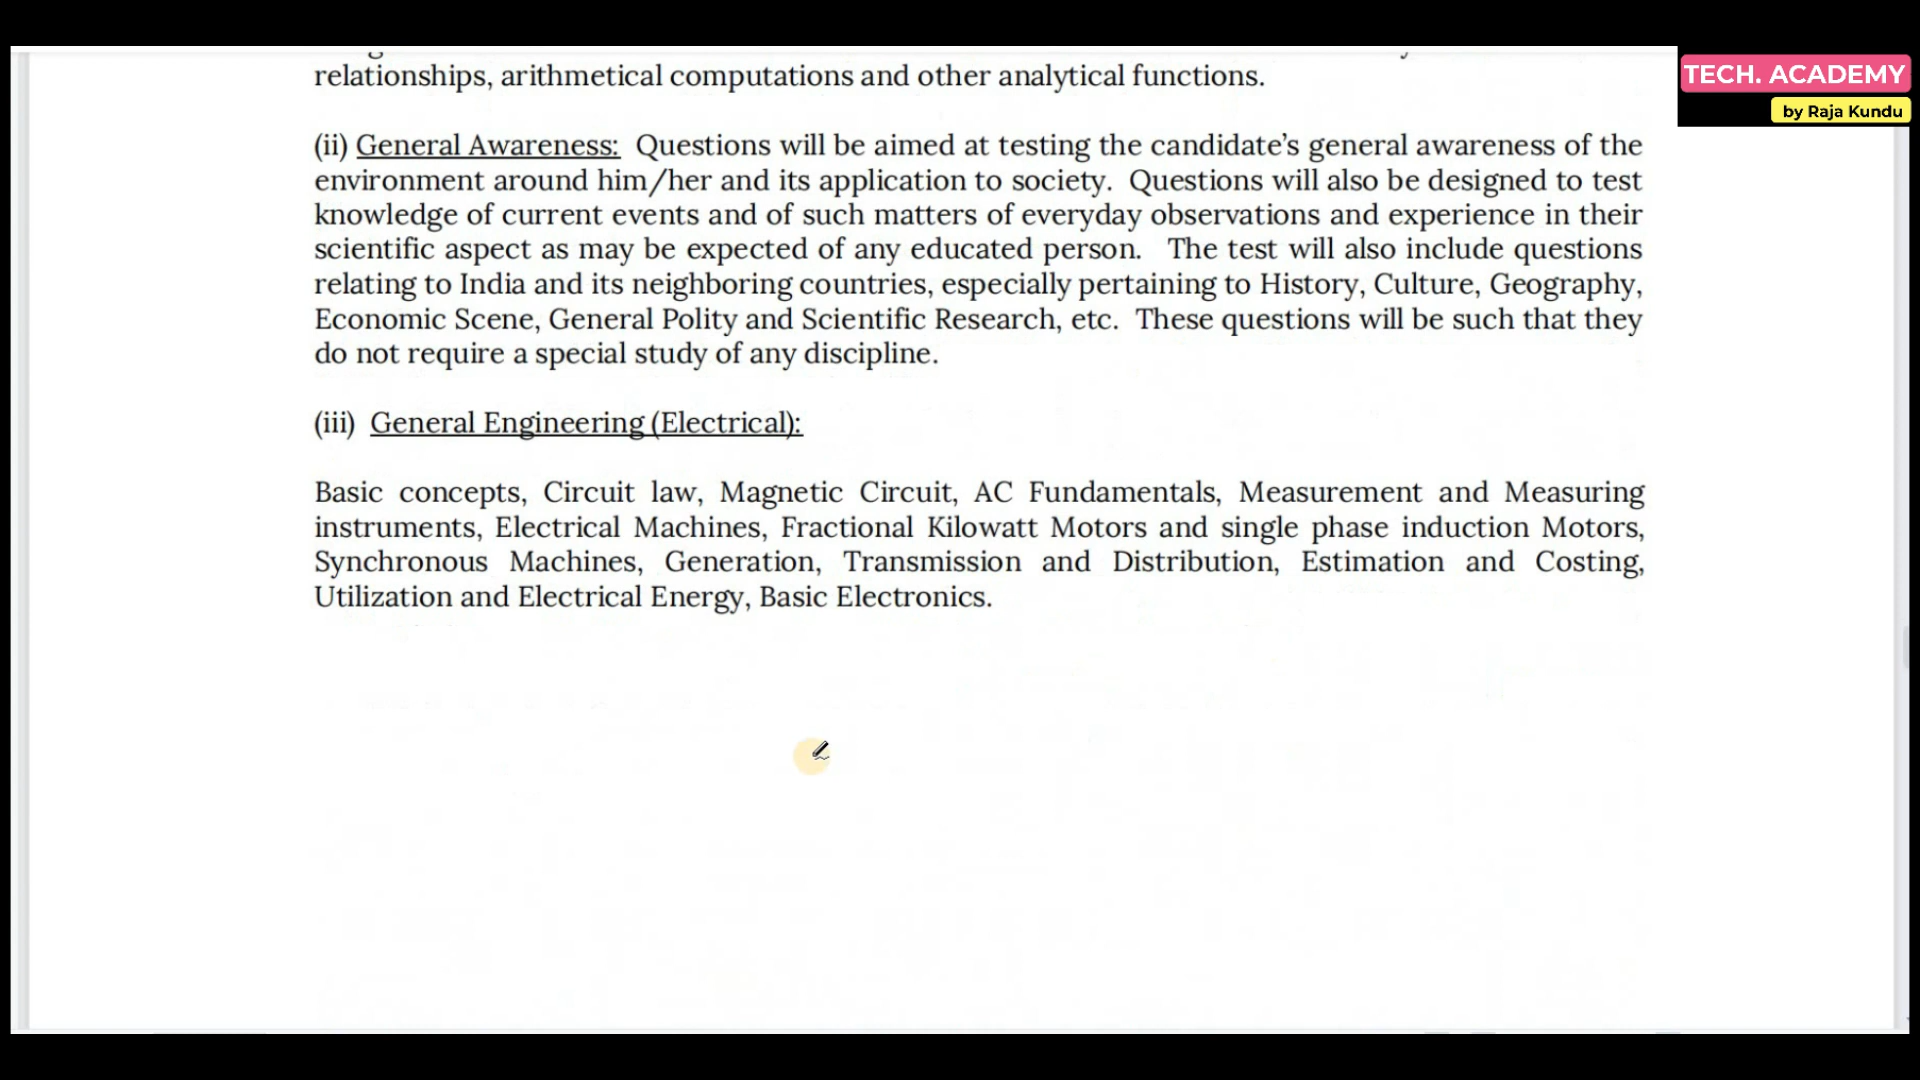 relationships, arithmetical computations and other analytical functions.
TECH. ACADEMY
by Raja Kundu
(ii) General Awareness: Questions will be aimed at testing the candidate’s general awareness of the
environment around him/her and its application to society. Questions will also be designed to test
knowledge of current events and of such matters of everyday observations and experience in their
scientific aspect as may be expected of any educated person. The test will also include questions
relating to India and its neighboring countries, especially pertaining to History, Culture, Geography,
Economic Scene, General Polity and Scientific Research, etc. These questions will be such that they
do not require a special study of any discipline.
(iii) General Engineering (Electrical):
Basic concepts, Circuit law, Magnetic Circuit, AC Fundamentals, Measurement and Measuring
instruments, Electrical Machines, Fractional Kilowatt Motors and single phase induction Motors,
Synchronous Machines, Generation, Transmission and Distribution, Estimation and Costing,
Utilization and Electrical Energy, Basic Electronics.